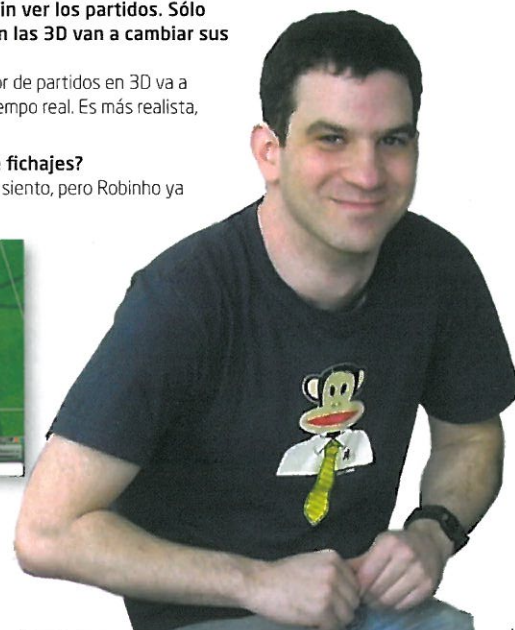 in ver los partidos. Sólo
n las 3D van a cambiar sus
or de partidos en 3D va a
empo real. Es más realista,
fichajes?
siento, pero Robinho ya